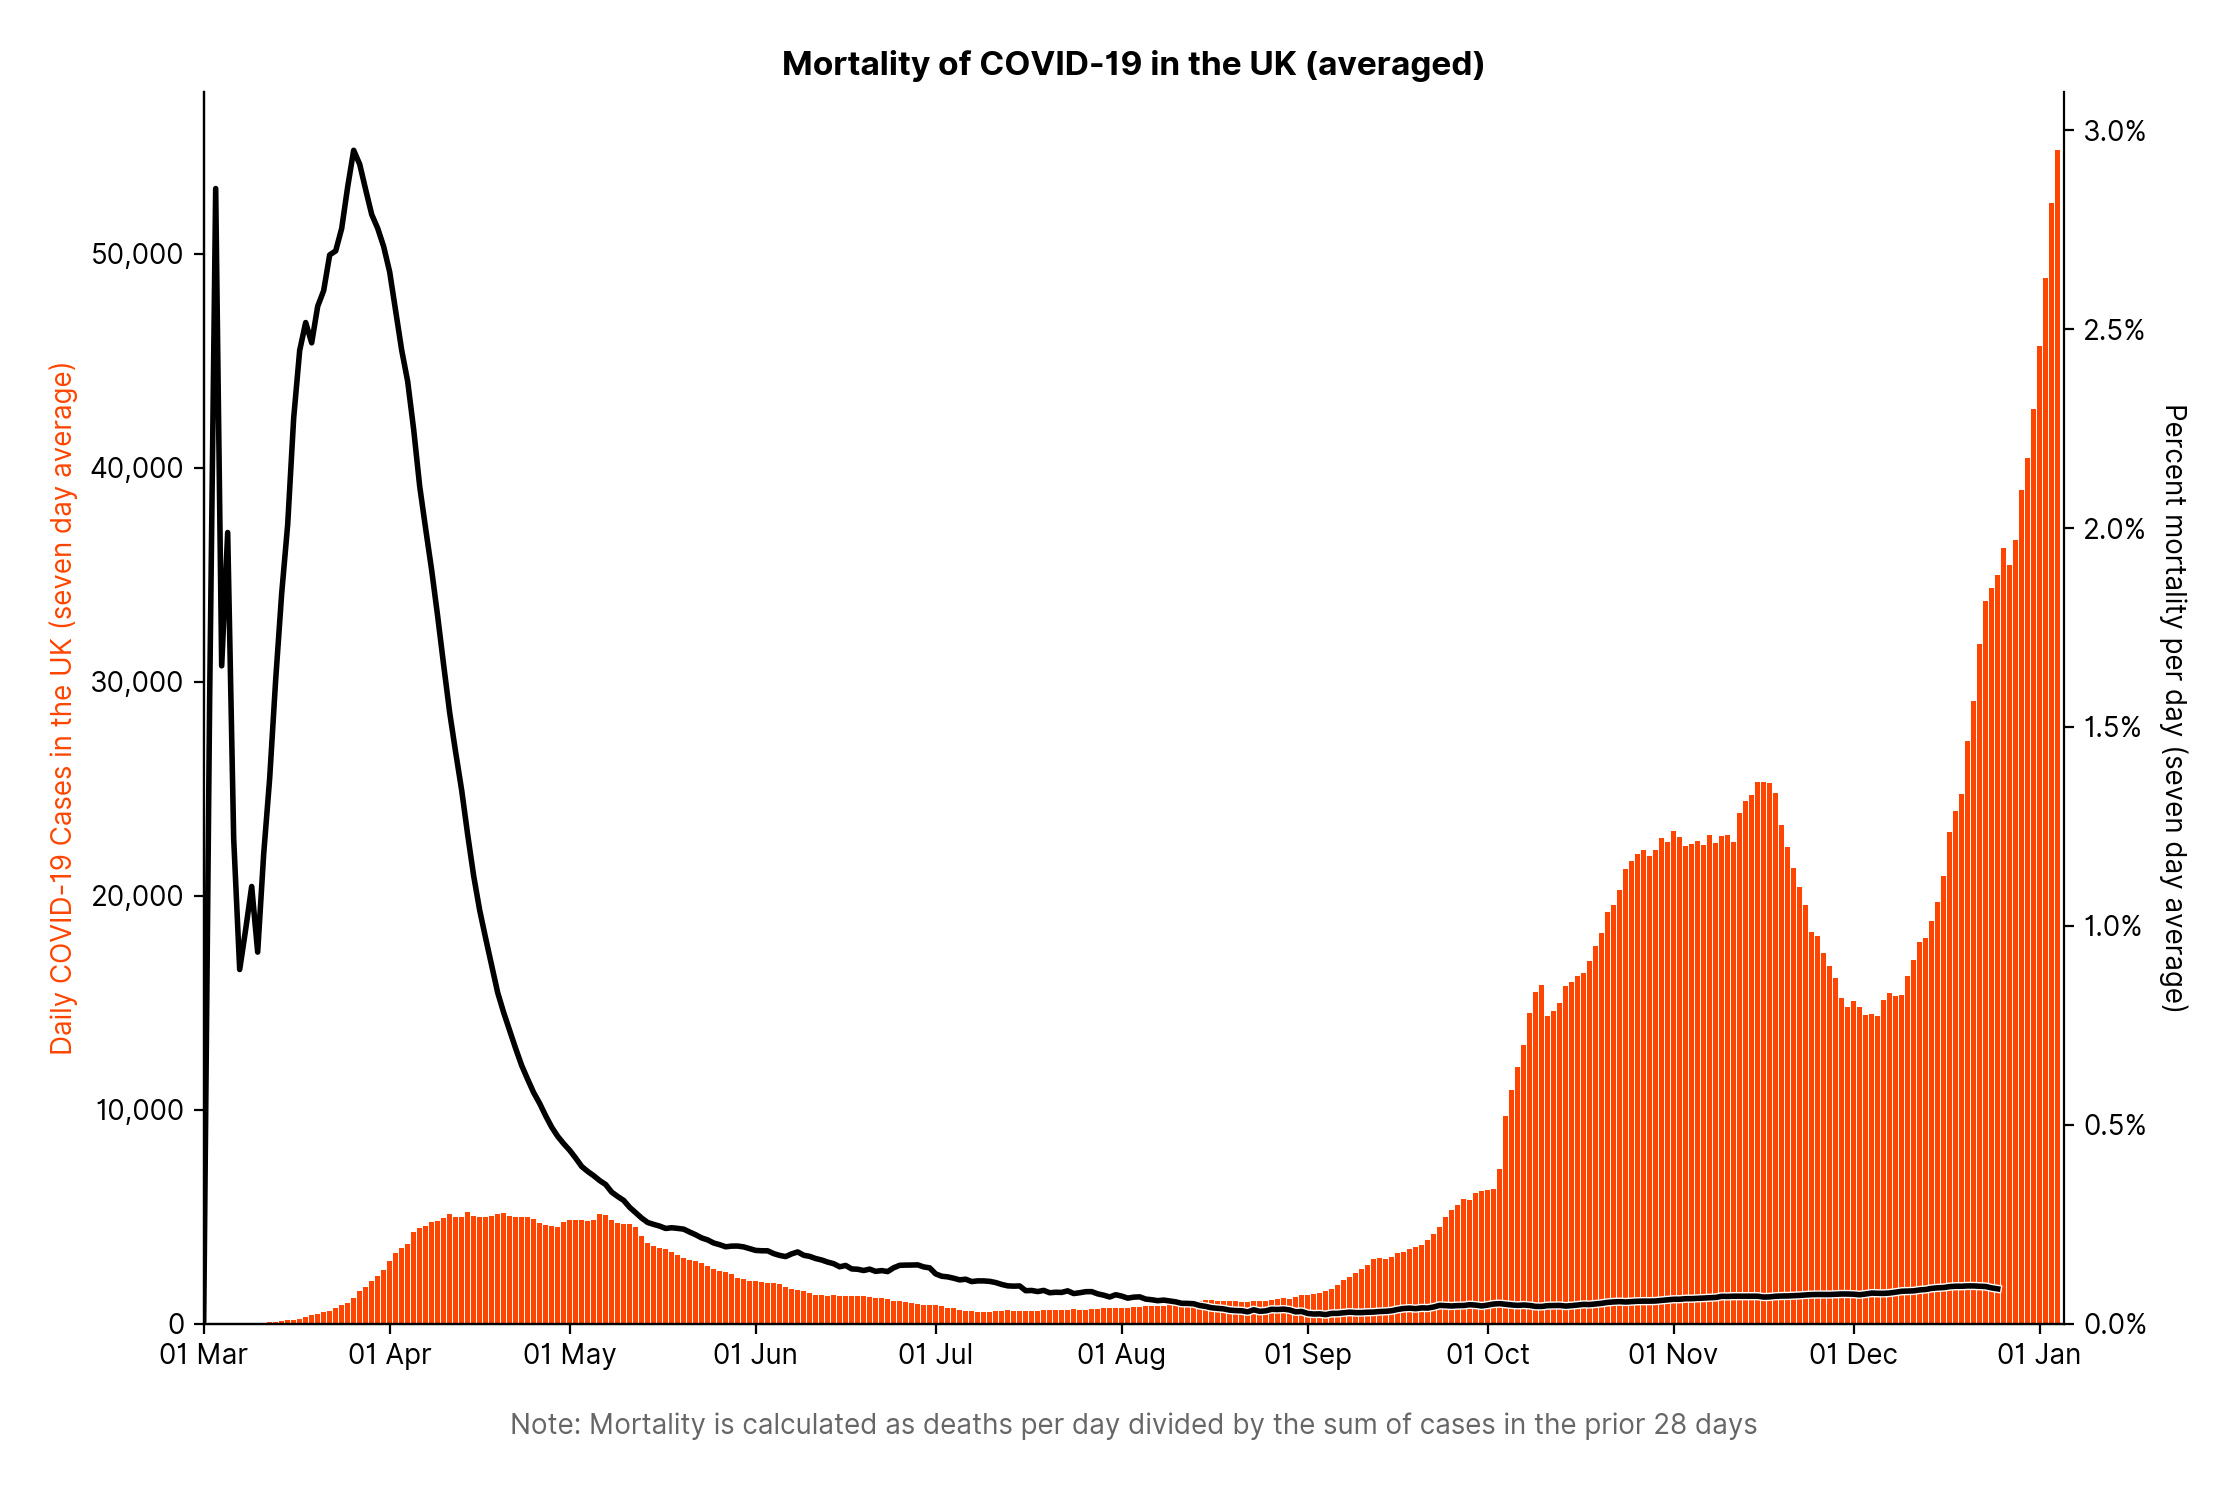 Mortality of COVID-19 in the UK (averaged)
Daily COVID-19 Cases in the UK (seven day average)
50,000
40,000
30,000
20,000
10,000
0
3.0%
2.5%
2.0%
1.5%
1.0%
0.5%
0.0%
Percent mortality per day (seven day average)
01 Mar
01 Apr
01 May
01 Jun
01 Jul
01 Aug
01 Sep
01 Oct
01 Nov
01 Dec
01 Jan
Note: Mortality is calculated as deaths per day divided by the sum of cases in the prior 28 days